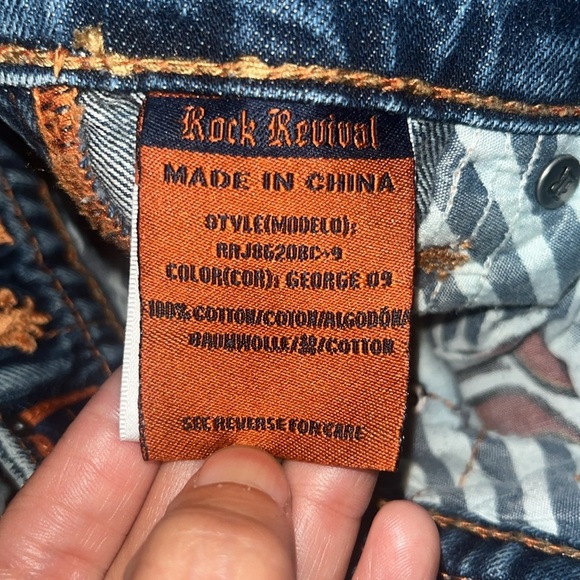 Rock Revival
MADE IN CHINA
STYLE(MODELO):
RRJ8620BC-9
COLOR(COR): GEORGE 09
100% COTTON/COTON/ALGODÓN/
BAUMWOLLE/棉/COTTON
SEE REVERSE FOR CARE